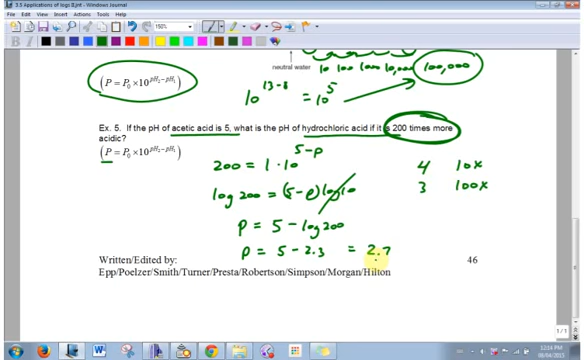 3.5 Applications of logs B.jnt - Windows Journal
File Edit View Insert Actions Tools Help
150%
B
neutral water
10 100 1000 10,000 100,000
(P = P₀ × 10^(pH₂ − pH₁))
10^(13-8) = 10^5
Ex. 5. If the pH of acetic acid is 5, what is the pH of hydrochloric acid if it is 200 times more
acidic?
(P = P₀ × 10^(pH₂ − pH₁))
200 = 1 · 10^(5-p)
4 10x
log 200 = (5 - p) log 10
3 100x
p = 5 - log 200
p = 5 - 2.3 = 2.7
Written/Edited by:
46
Epp/Poelzer/Smith/Turner/Presta/Robertson/Simpson/Morgan/Hilton
1 / 1
12:14 PM